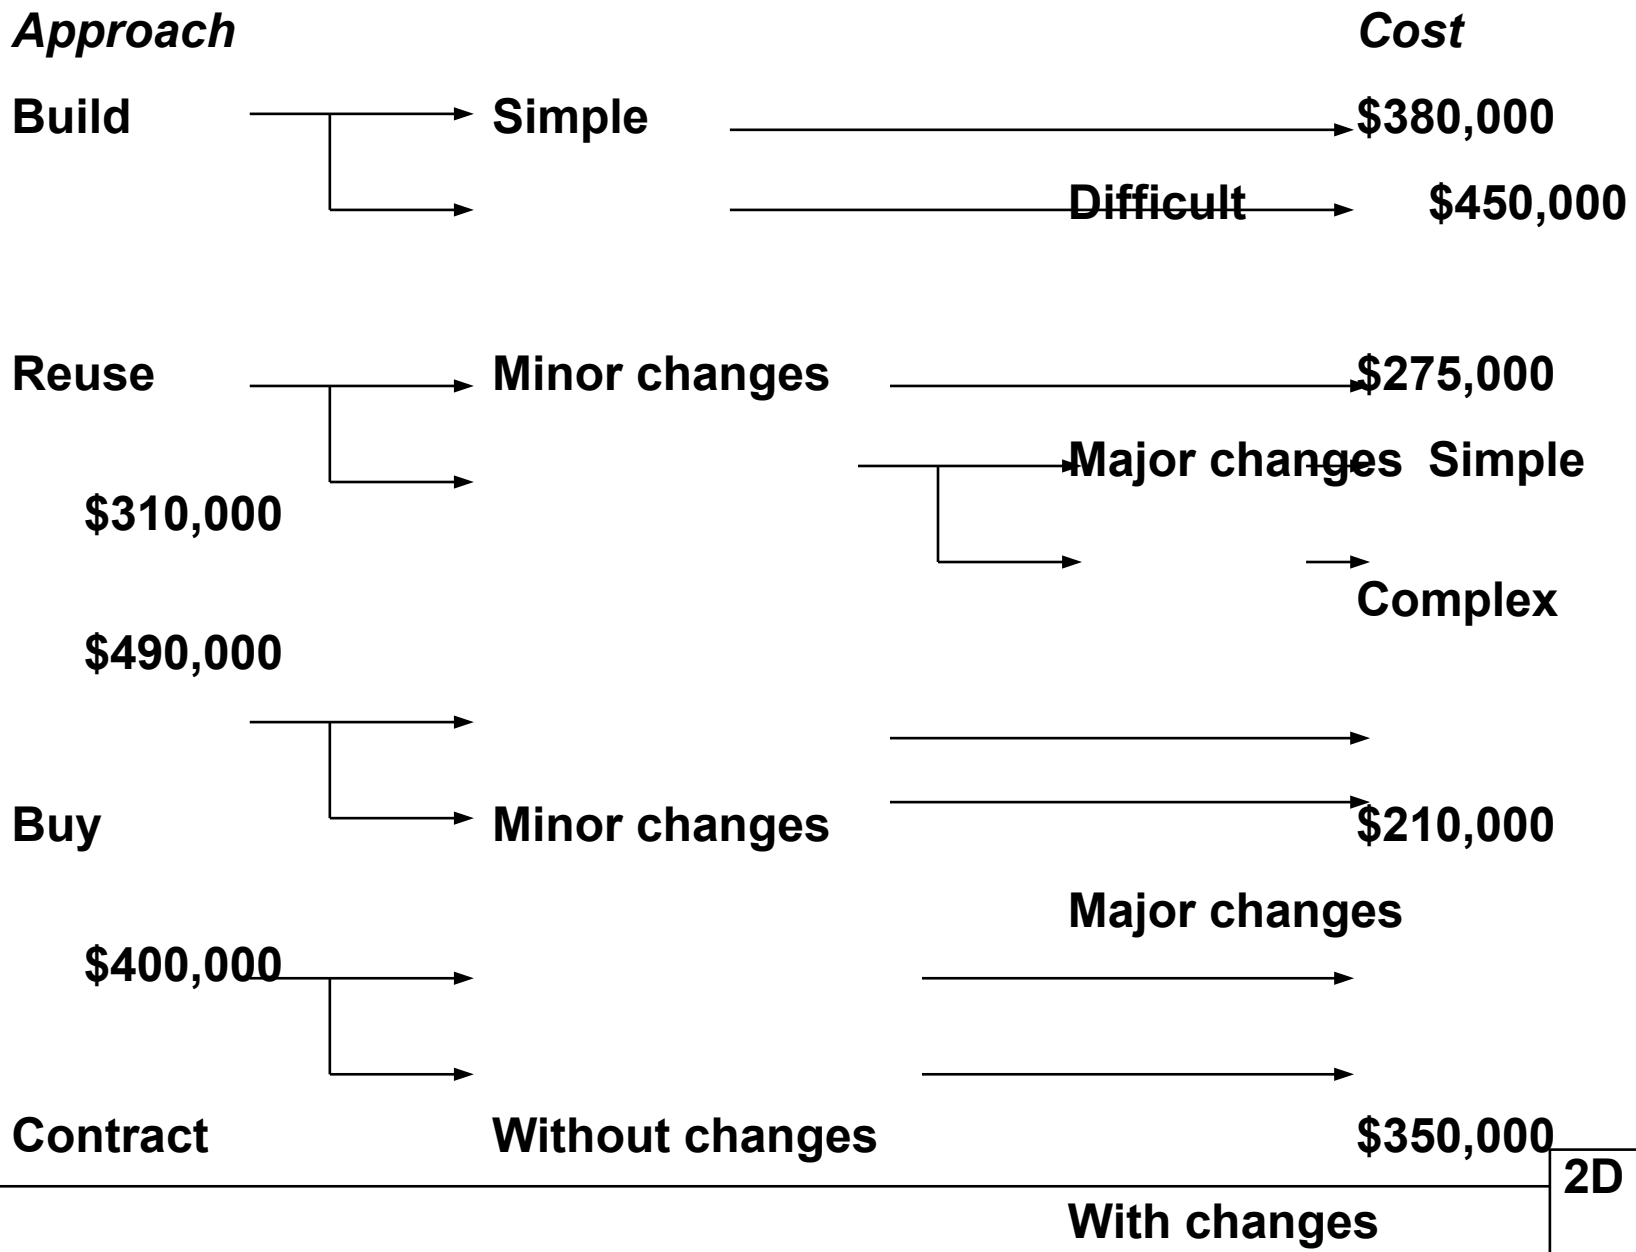 Approach Cost
Build Simple $380,000
Difficult $450,000
Reuse Minor changes $275,000
Major changes Simple
$310,000
Complex
$490,000
Buy Minor changes $210,000
Major changes
$400,000
Contract Without changes $350,000
2D
With changes